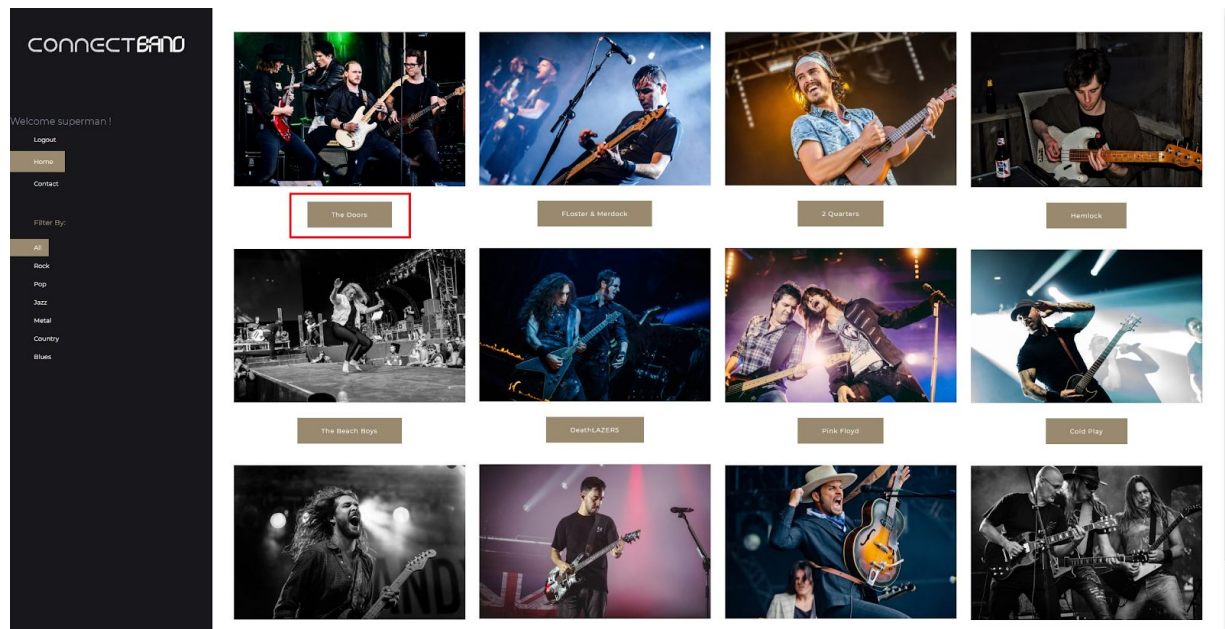 CONNECTBAND
Welcome superman !
Logout
Home
Contact
Filter By:
All
Rock
Pop
Jazz
Metal
Country
Blues
The Doors
FLoster & Merdock
2 Quarters
Hemlock
The Beach Boys
DeathLAZERS
Pink Floyd
Cold Play